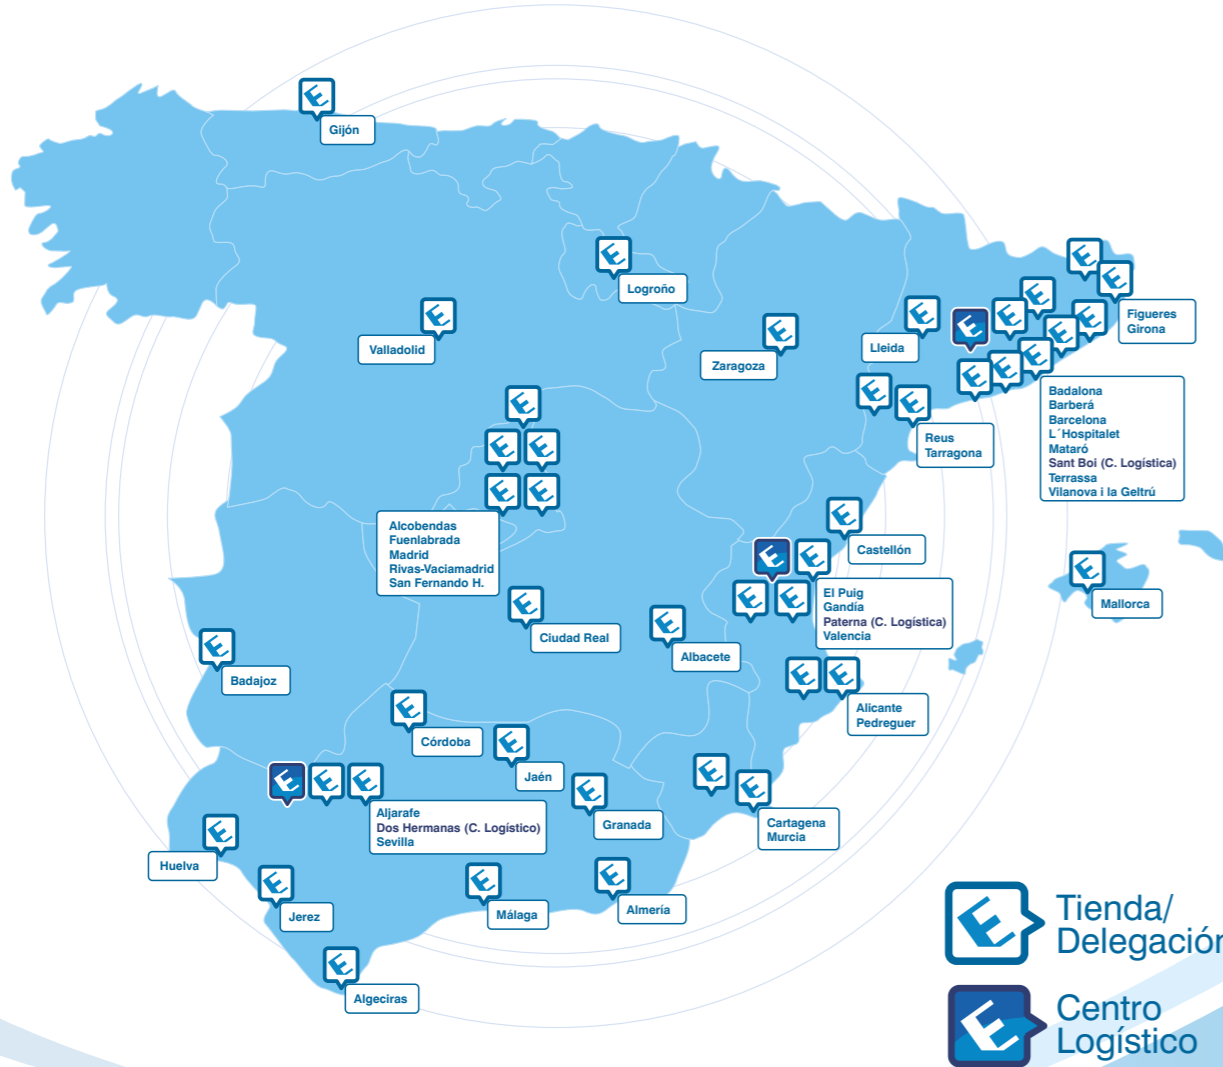 Gijón
Logroño
Valladolid
Zaragoza
Lleida
Figueres
Girona
Badalona
Barberá
Barcelona
L´Hospitalet
Mataró
Sant Boi (C. Logística)
Terrassa
Vilanova i la Geltrú
Reus
Tarragona
Alcobendas
Fuenlabrada
Madrid
Rivas-Vaciamadrid
San Fernando H.
Castellón
El Puig
Gandía
Paterna (C. Logística)
Valencia
Mallorca
Ciudad Real
Albacete
Badajoz
Alicante
Pedreguer
Córdoba
Jaén
Aljarafe
Dos Hermanas (C. Logístico)
Sevilla
Granada
Cartagena
Murcia
Huelva
Jerez
Málaga
Almería
Algeciras
Tienda/
Delegación
Centro
Logístico